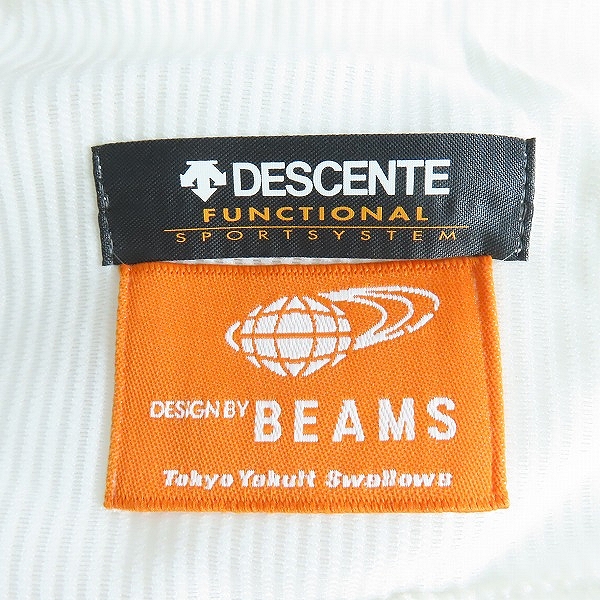 DESCENTE
FUNCTIONAL
SPORTSYSTEM
DESIGN BY BEAMS
Tokyo Yakult Swallows